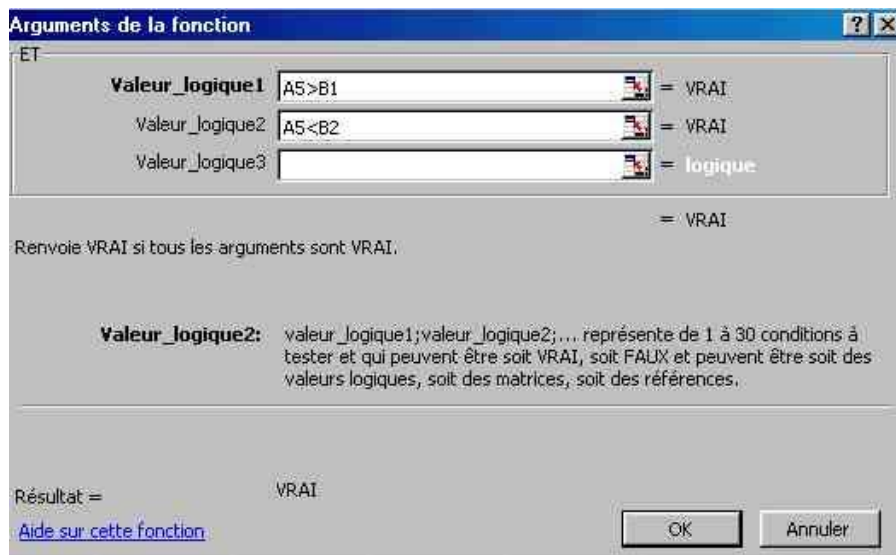 Arguments de la fonction
ET
Valeur_logique1 A5>B1 = VRAI
Valeur_logique2 A5<B2 = VRAI
Valeur_logique3 = logique
= VRAI
Renvoie VRAI si tous les arguments sont VRAI.
Valeur_logique2: valeur_logique1;valeur_logique2;... représente de 1 à 30 conditions à
tester et qui peuvent être soit VRAI, soit FAUX et peuvent être soit des
valeurs logiques, soit des matrices, soit des références.
Résultat = VRAI
Aide sur cette fonction
OK Annuler